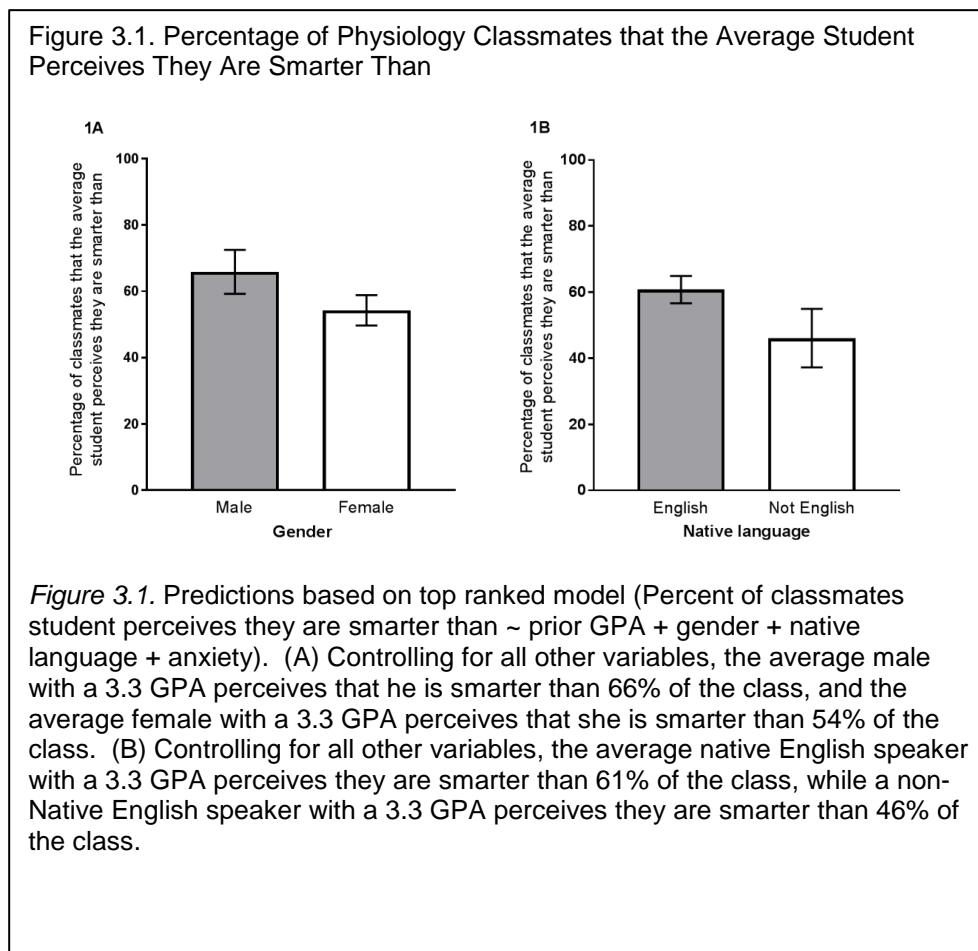 Figure 3.1. Percentage of Physiology Classmates that the Average Student
Perceives They Are Smarter Than
1A
Percentage of classmates that the average
student perceives they are smarter than
100
80
60
40
20
0
Male Female
Gender
1B
Percentage of classmates that the average
student perceives they are smarter than
100
80
60
40
20
0
English Not English
Native language
Figure 3.1. Predictions based on top ranked model (Percent of classmates
student perceives they are smarter than ~ prior GPA + gender + native
language + anxiety).  (A) Controlling for all other variables, the average male
with a 3.3 GPA perceives that he is smarter than 66% of the class, and the
average female with a 3.3 GPA perceives that she is smarter than 54% of the
class.  (B) Controlling for all other variables, the average native English speaker
with a 3.3 GPA perceives they are smarter than 61% of the class, while a non-
Native English speaker with a 3.3 GPA perceives they are smarter than 46% of
the class.